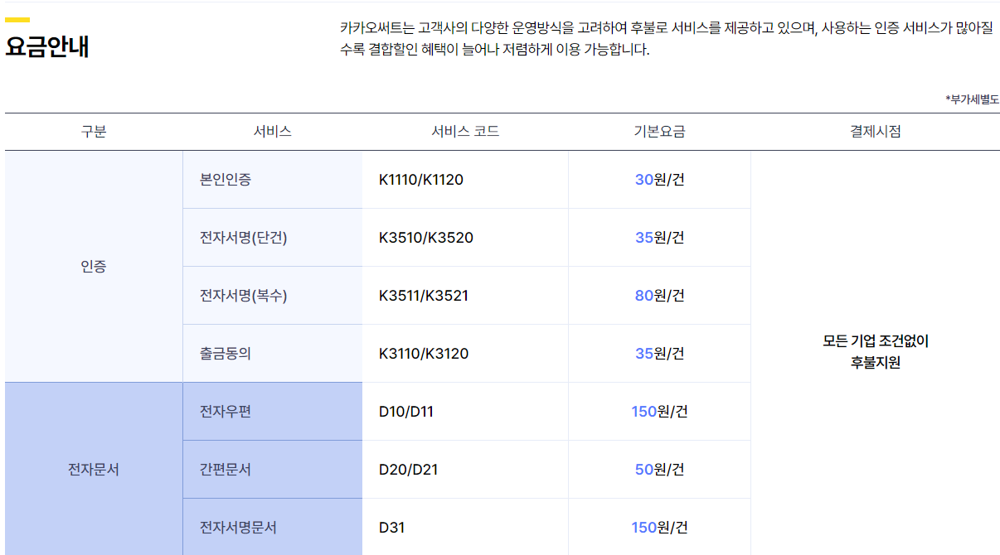 요금안내
카카오써트는 고객사의 다양한 운영방식을 고려하여 후불로 서비스를 제공하고 있으며, 사용하는 인증 서비스가 많아질
수록 결합할인 혜택이 늘어나 저렴하게 이용 가능합니다.
*부가세별도
구분 서비스 서비스 코드 기본요금 결제시점
인증
본인인증 K1110/K1120 30원/건
전자서명(단건) K3510/K3520 35원/건
전자서명(복수) K3511/K3521 80원/건
출금동의 K3110/K3120 35원/건
전자문서
전자우편 D10/D11 150원/건
간편문서 D20/D21 50원/건
전자서명문서 D31 150원/건
모든 기업 조건없이
후불지원